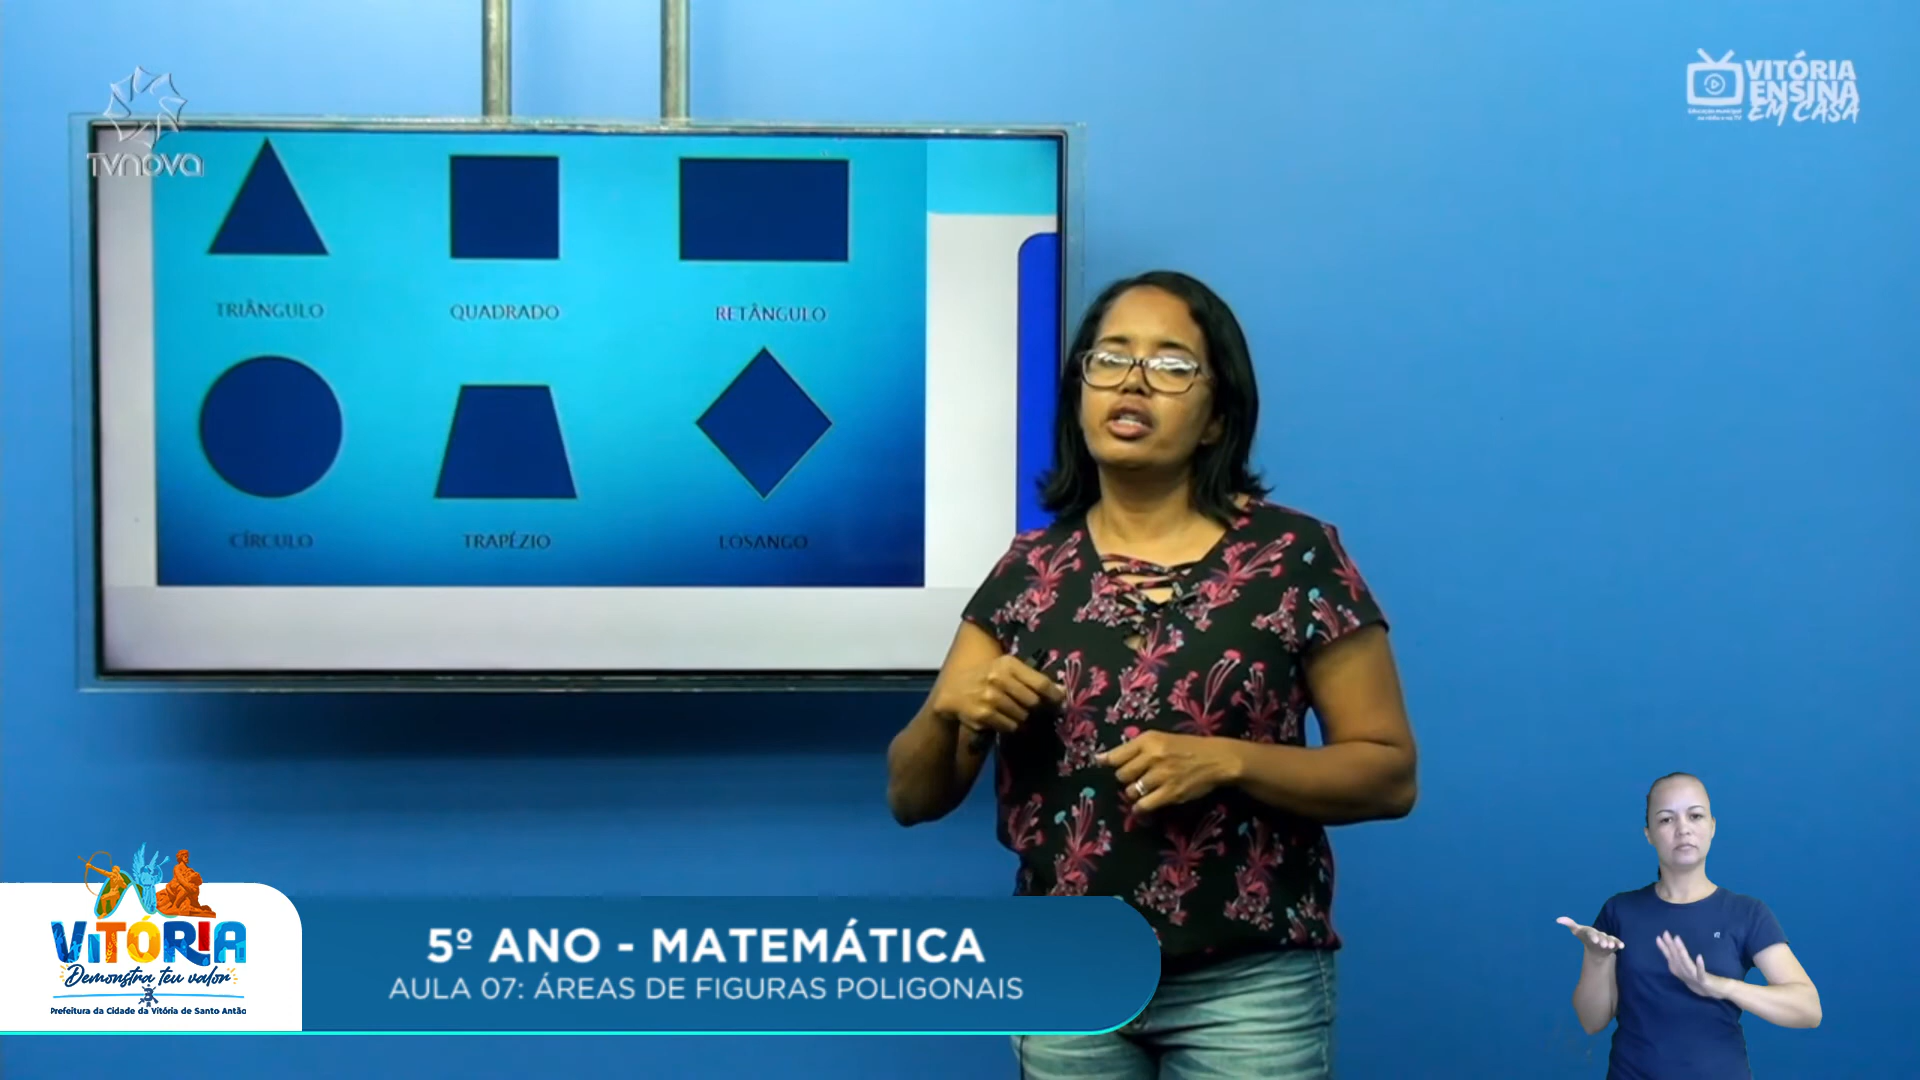 TVNOVA
VITÓRIA
ENSINA
EM CASA
TRIÂNGULO
QUADRADO
RETÂNGULO
CÍRCULO
TRAPÉZIO
LOSANGO
VITÓRIA
Demonstra teu valor
Prefeitura da Cidade da Vitória de Santo Antão
5º ANO - MATEMÁTICA
AULA 07: ÁREAS DE FIGURAS POLIGONAIS